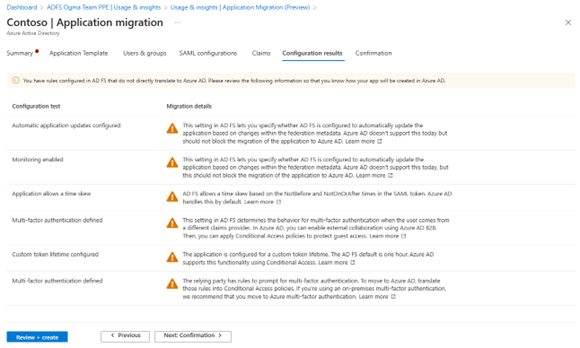 Dashboard > ADFS Ogma Team PPE | Usage & insights > Usage & insights | Application Migration (Preview) >
Contoso | Application migration ...
Azure Active Directory
Summary Application Template Users & groups SAML configurations Claims Configuration results Confirmation
You have rules configured in AD FS that do not directly translate to Azure AD. Please review the following information so that you know how your app will be created in Azure AD.
Configuration test Migration details
Automatic application updates configured This setting in AD FS lets you specify whether AD FS is configured to automatically update the
application based on changes within the federation metadata. Azure AD doesn't support this today but
should not block the migration of the application to Azure AD. Learn more
Monitoring enabled This setting in AD FS lets you specify whether AD FS is configured to automatically update the
application based on changes within the federation metadata. Azure AD doesn't support this today, but
this should not block the migration of the application to Azure AD. Learn more
Application allows a time skew AD FS allows a time skew based on the NotBefore and NotOnOrAfter times in the SAML token. Azure AD
handles this by default. Learn more
Multi-factor authentication defined This setting in AD FS determines the behavior for multi-factor authentication when the user comes from
a different claims provider. In Azure AD, you can enable external collaboration using Azure AD B2B.
Then, you can apply Conditional Access policies to protect guest access. Learn more
Custom token lifetime configured The application is configured for a custom token lifetime. The AD FS default is one hour. Azure AD
supports this functionality using Conditional Access. Learn more
Multi-factor authentication defined The relying party has rules to prompt for multi-factor authentication. To move to Azure AD, translate
those rules into Conditional Access policies. If you're using an on-premises multi-factor authentication,
we recommend that you move to Azure multi-factor authentication. Learn more
Review + create < Previous Next: Confirmation >